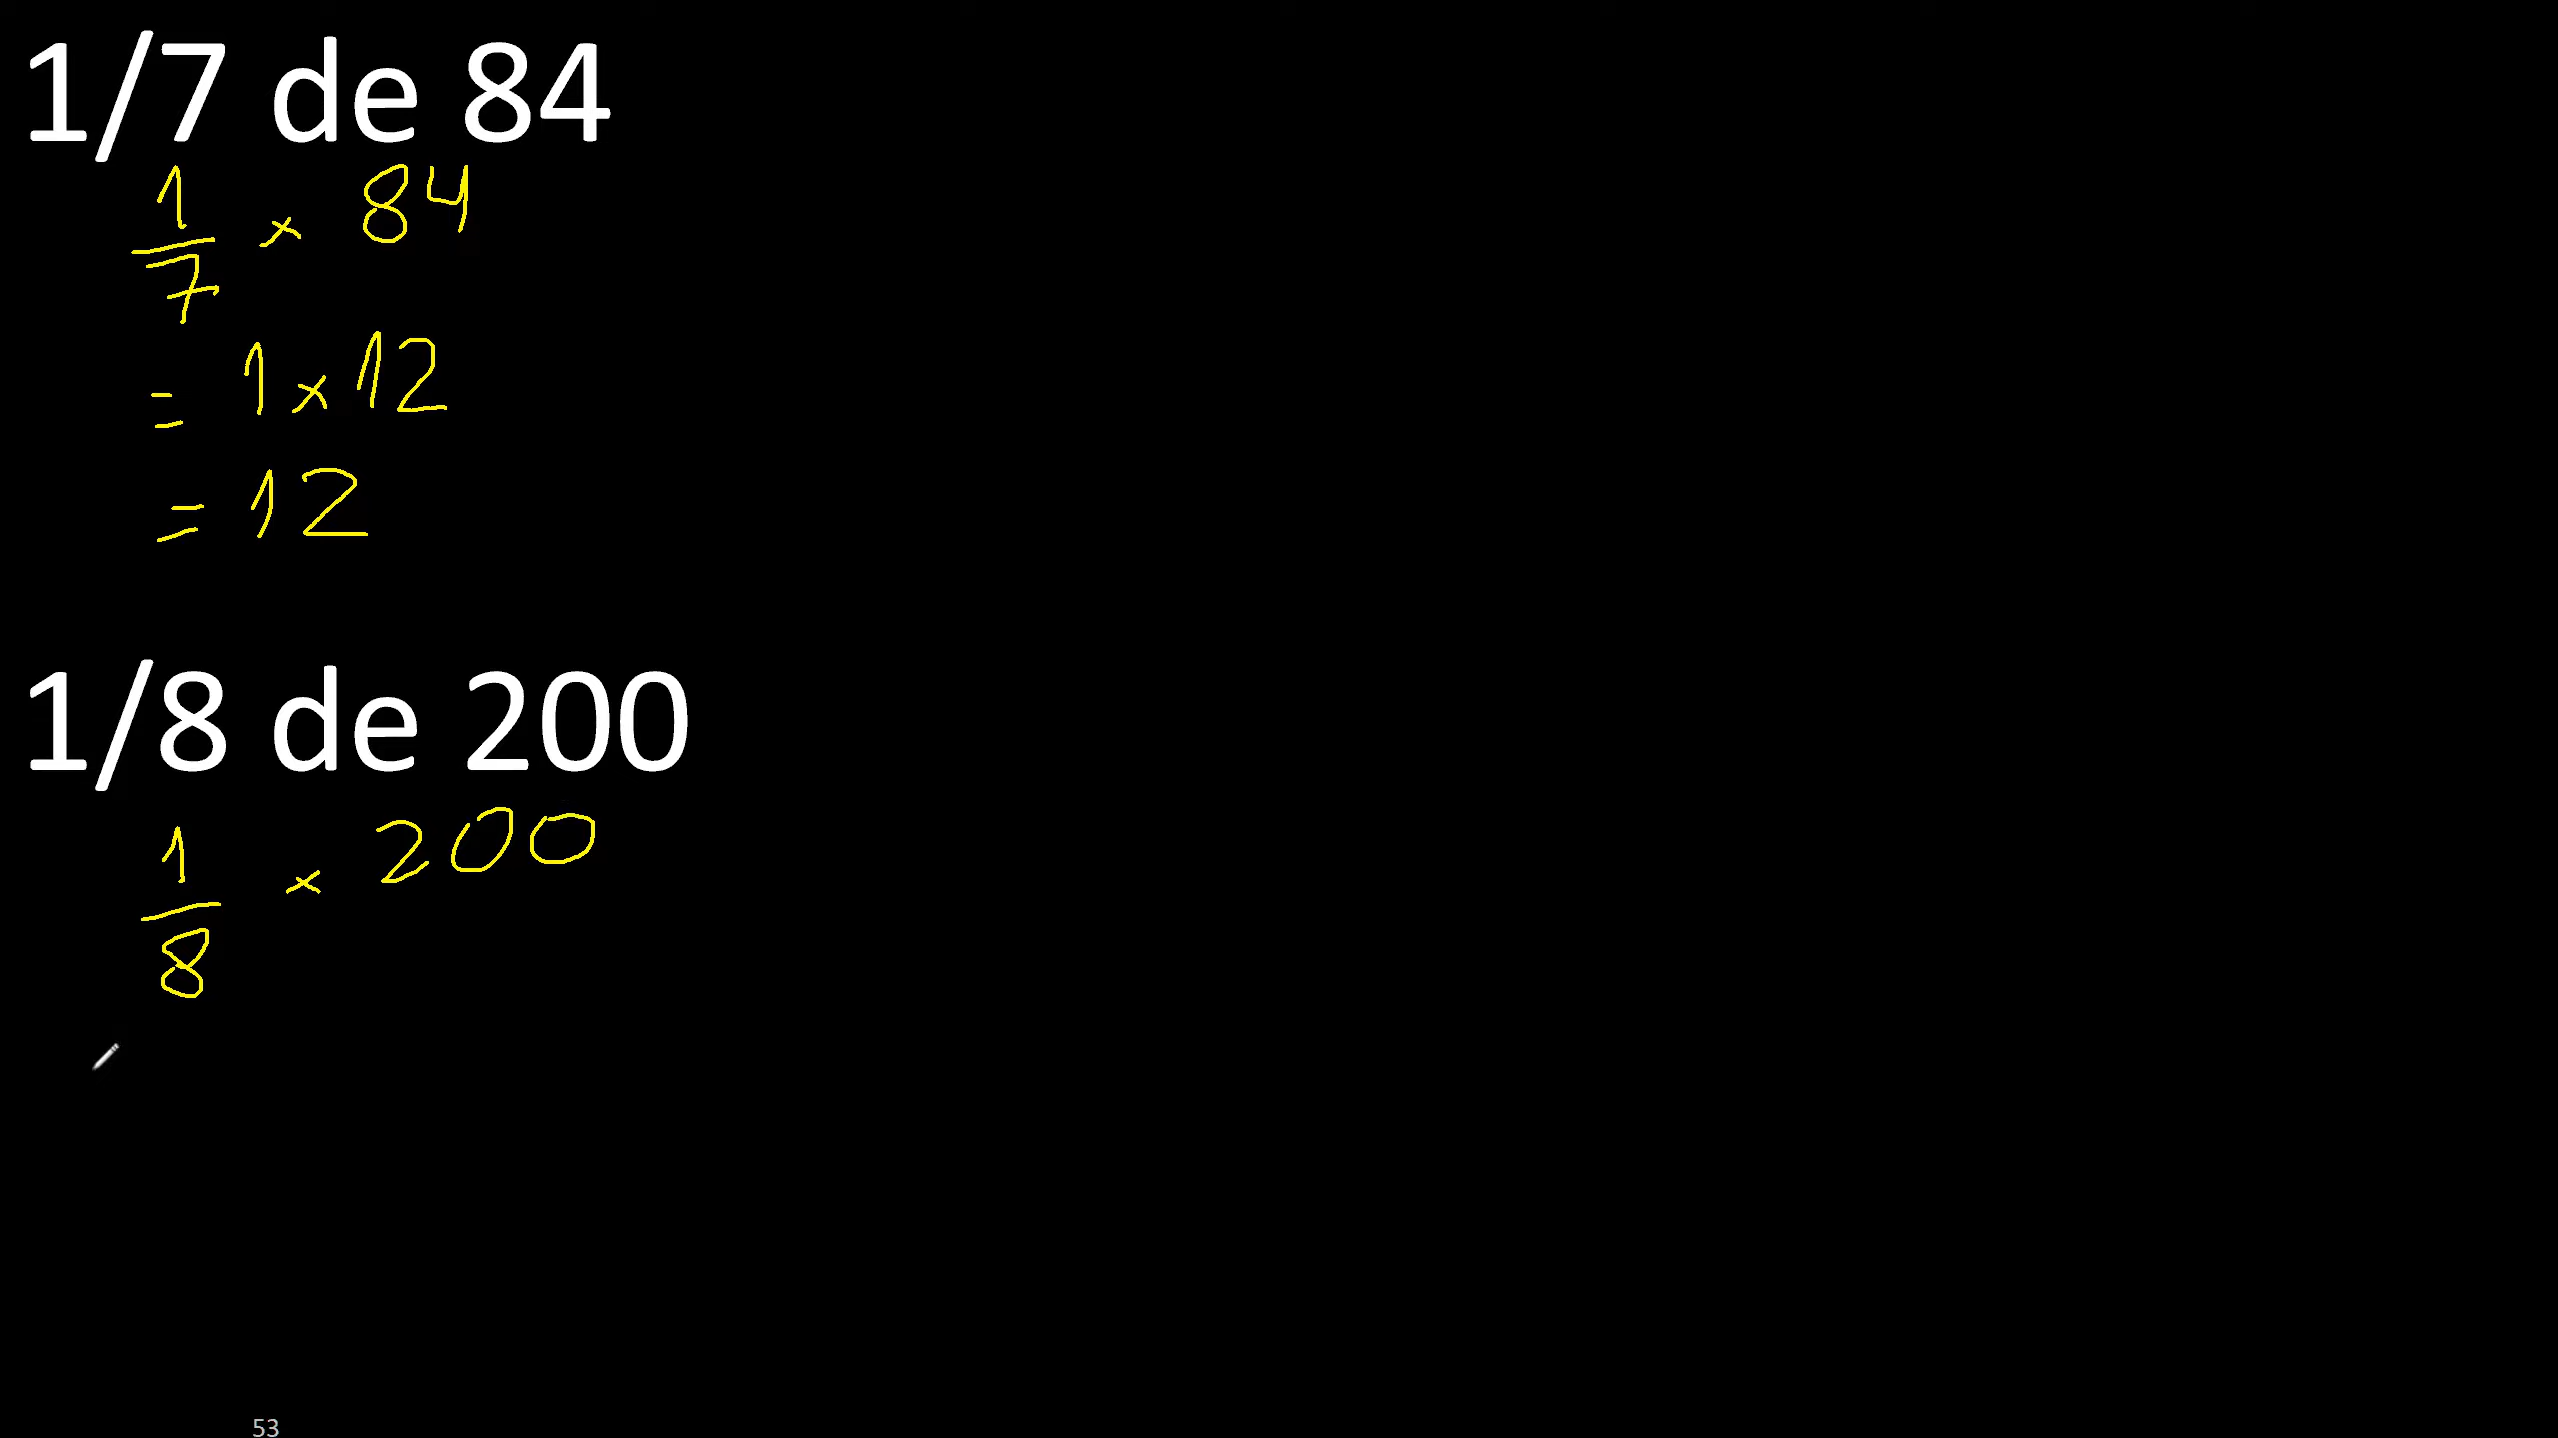 1/7 de 84
1/7 × 84
= 1 × 12
= 12
1/8 de 200
1/8 × 200
53